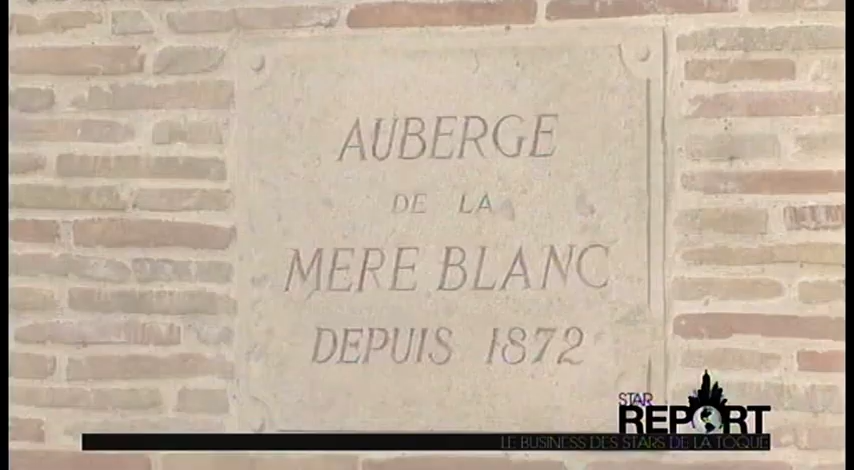 AUBERGE
DE LA
MERE BLANC
DEPUIS 1872
STAR
REPORT
LE BUSINESS DES STARS DE LA TOQUE